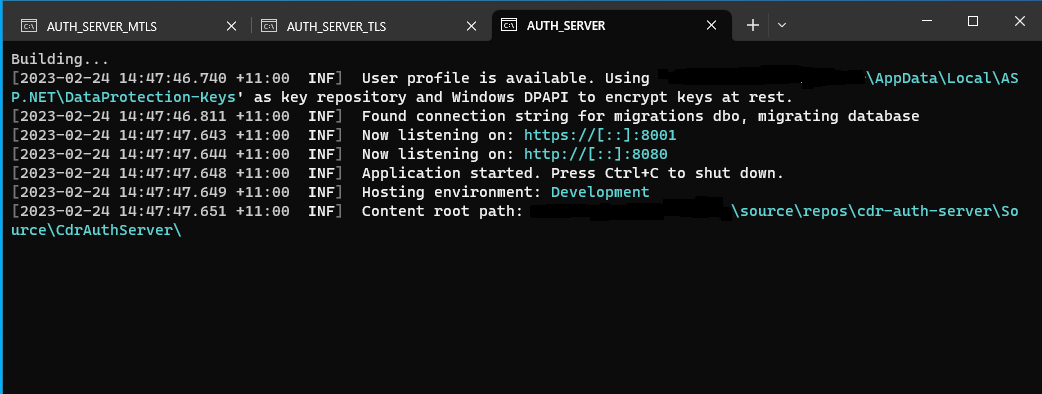 AUTH_SERVER_MTLS AUTH_SERVER_TLS AUTH_SERVER
Building...
[2023-02-24 14:47:46.740 +11:00  INF]  User profile is available. Using \AppData\Local\AS
P.NET\DataProtection-Keys' as key repository and Windows DPAPI to encrypt keys at rest.
[2023-02-24 14:47:46.811 +11:00  INF]  Found connection string for migrations dbo, migrating database
[2023-02-24 14:47:47.643 +11:00  INF]  Now listening on: https://[::]:8001
[2023-02-24 14:47:47.644 +11:00  INF]  Now listening on: http://[::]:8080
[2023-02-24 14:47:47.648 +11:00  INF]  Application started. Press Ctrl+C to shut down.
[2023-02-24 14:47:47.649 +11:00  INF]  Hosting environment: Development
[2023-02-24 14:47:47.651 +11:00  INF]  Content root path: \source\repos\cdr-auth-server\So
urce\CdrAuthServer\